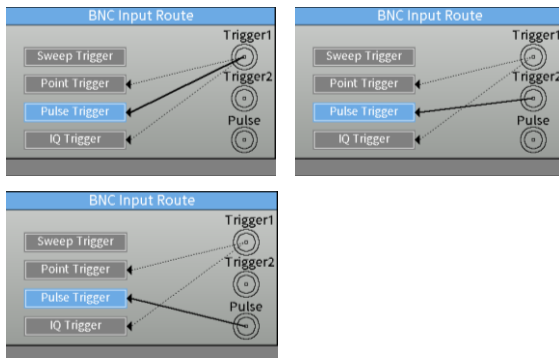 BNC Input Route
Trigger1
Sweep Trigger
Point Trigger
Trigger2
Pulse Trigger
Pulse
IQ Trigger
BNC Input Route
Trigger1
Sweep Trigger
Point Trigger
Trigger2
Pulse Trigger
Pulse
IQ Trigger
BNC Input Route
Trigger1
Sweep Trigger
Point Trigger
Trigger2
Pulse Trigger
Pulse
IQ Trigger